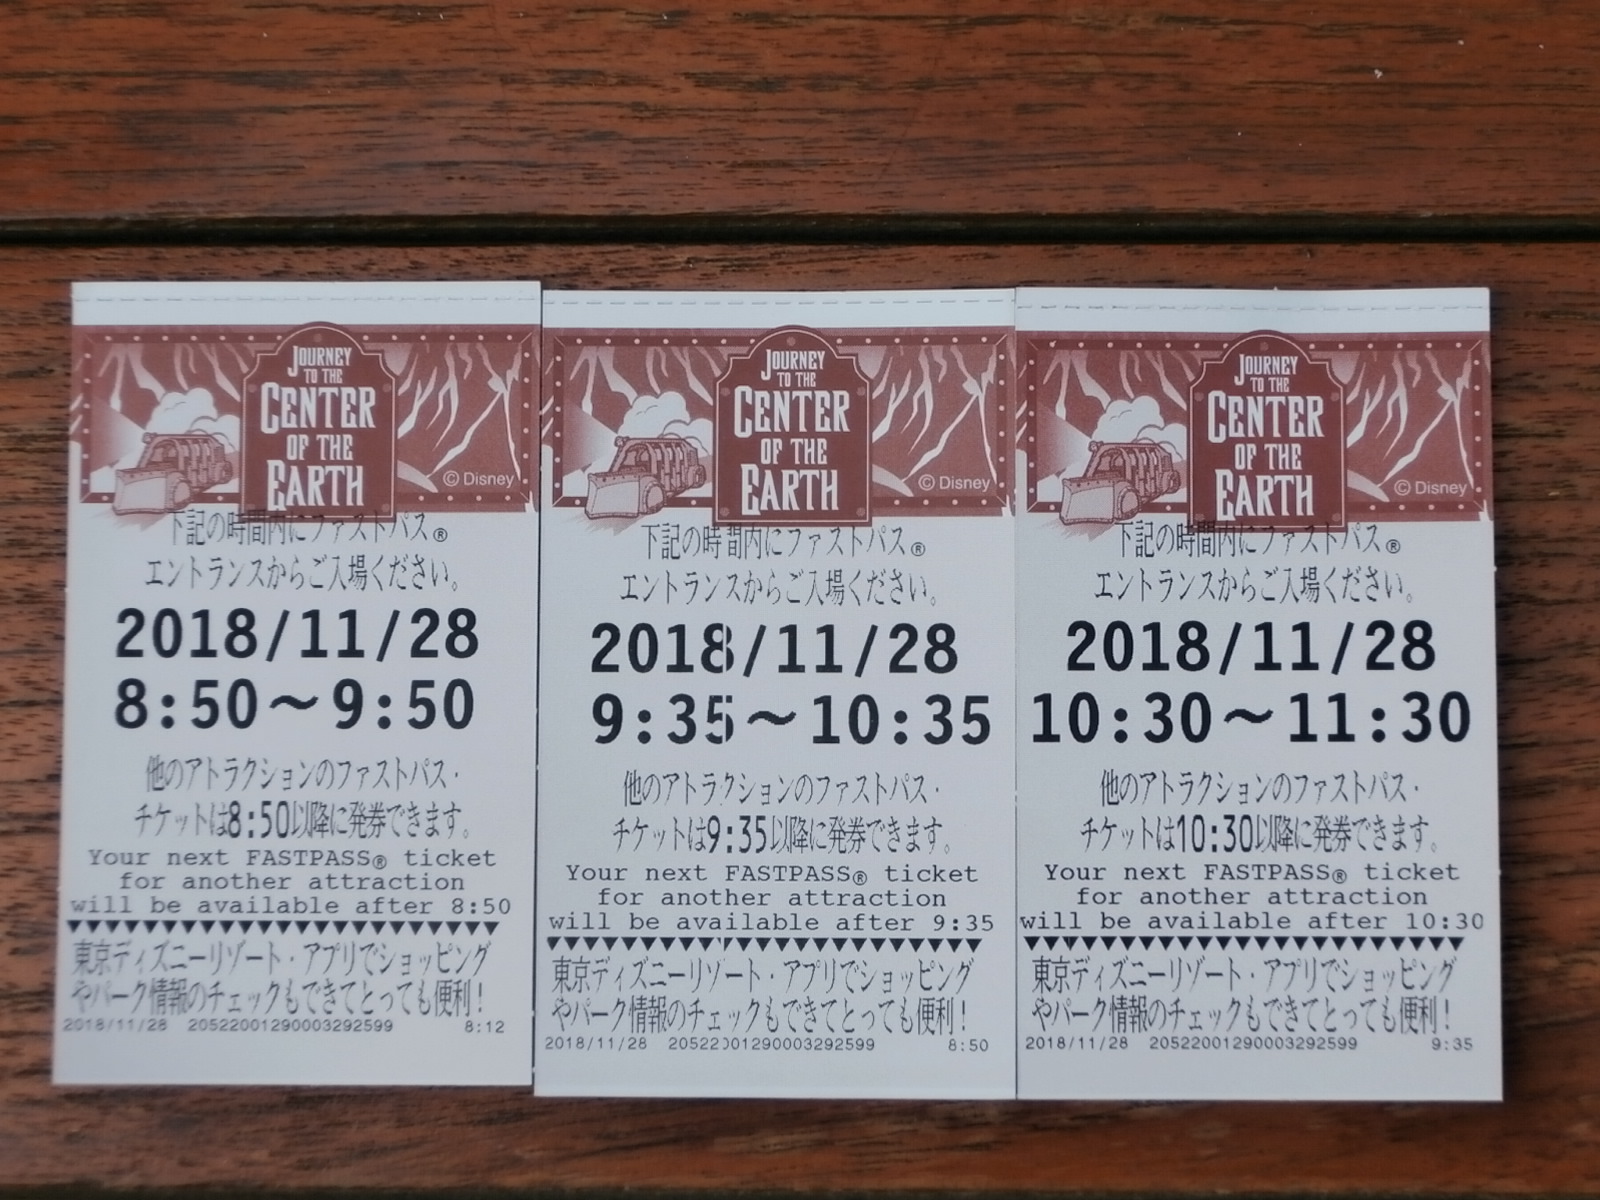 JOURNEY
TO THE
CENTER
OF THE
EARTH
© Disney
下記の時間内にファストパス®
エントランスからご入場ください。
2018/11/28
8:50～9:50
他のアトラクションのファストパス・
チケットは8:50以降に発券できます。
Your next FASTPASS® ticket
for another attraction
will be available after 8:50
▼▼▼▼▼▼▼▼▼▼▼▼▼▼▼▼▼▼▼▼▼▼▼▼
東京ディズニーリゾート・アプリでショッピング
やパーク情報のチェックもできてとっても便利!
2018/11/28 20522001290003292599 8:12
JOURNEY
TO THE
CENTER
OF THE
EARTH
© Disney
下記の時間内にファストパス®
エントランスからご入場ください。
2018/11/28
9:35～10:35
他のアトラクションのファストパス・
チケットは9:35以降に発券できます。
Your next FASTPASS® ticket
for another attraction
will be available after 9:35
▼▼▼▼▼▼▼▼▼▼▼▼▼▼▼▼▼▼▼▼▼▼▼▼
東京ディズニーリゾート・アプリでショッピング
やパーク情報のチェックもできてとっても便利!
2018/11/28 20522001290003292599 8:50
JOURNEY
TO THE
CENTER
OF THE
EARTH
© Disney
下記の時間内にファストパス®
エントランスからご入場ください。
2018/11/28
10:30～11:30
他のアトラクションのファストパス・
チケットは10:30以降に発券できます。
Your next FASTPASS® ticket
for another attraction
will be available after 10:30
▼▼▼▼▼▼▼▼▼▼▼▼▼▼▼▼▼▼▼▼▼▼▼▼
東京ディズニーリゾート・アプリでショッピング
やパーク情報のチェックもできてとっても便利!
2018/11/28 20522001290003292599 9:35